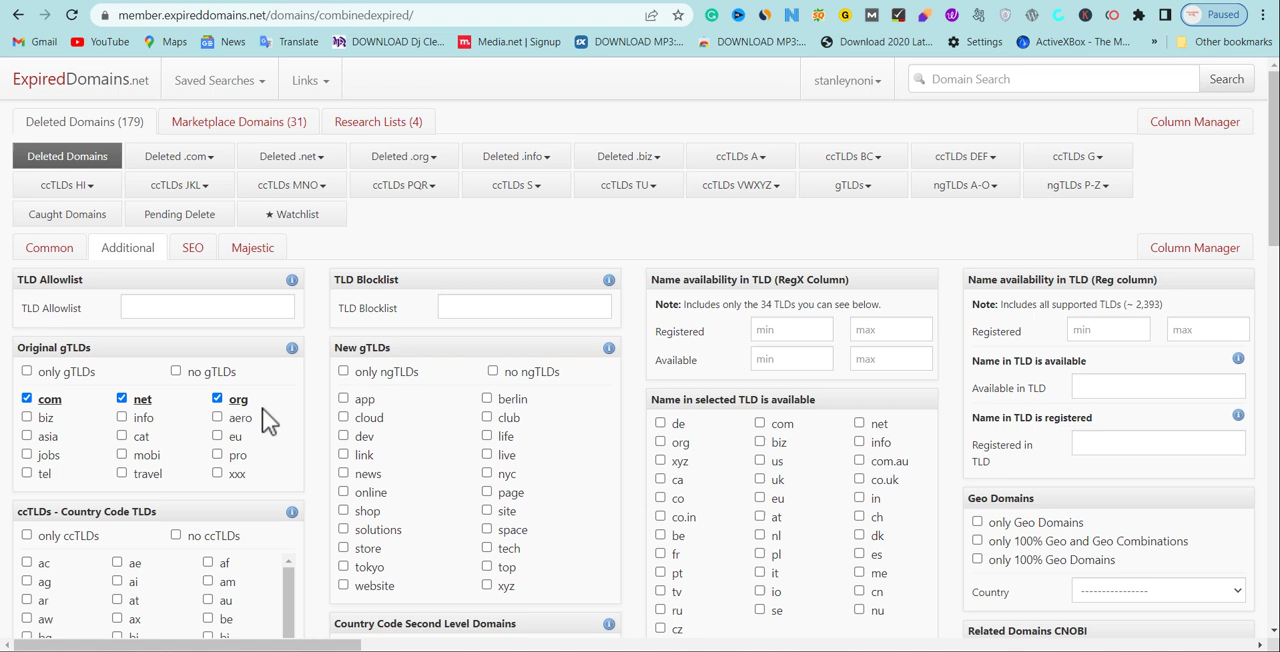 member.expireddomains.net/domains/combinedexpired/
Paused
Gmail YouTube Maps News Translate DOWNLOAD Dj Cle... Media.net | Signup DOWNLOAD MP3:... DOWNLOAD MP3:... Download 2020 Lat... Settings ActiveXBox - The M... » Other bookmarks
ExpiredDomains.net Saved Searches Links stanleynoni Domain Search Search
Deleted Domains (179) Marketplace Domains (31) Research Lists (4) Column Manager
Deleted Domains Deleted .com Deleted .net Deleted .org Deleted .info Deleted .biz ccTLDs A ccTLDs BC ccTLDs DEF ccTLDs G
ccTLDs HI ccTLDs JKL ccTLDs MNO ccTLDs PQR ccTLDs S ccTLDs TU ccTLDs VWXYZ gTLDs ngTLDs A-O ngTLDs P-Z
Caught Domains Pending Delete ★ Watchlist
Common Additional SEO Majestic Column Manager
TLD Allowlist
TLD Allowlist
Original gTLDs
only gTLDs no gTLDs
com net org
biz info aero
asia cat eu
jobs mobi pro
tel travel xxx
ccTLDs - Country Code TLDs
only ccTLDs no ccTLDs
ac ae af
ag ai am
ar at au
aw ax be
bg bi bj
TLD Blocklist
TLD Blocklist
New gTLDs
only ngTLDs no ngTLDs
app berlin
cloud club
dev life
link live
news nyc
online page
shop site
solutions space
store tech
tokyo top
website xyz
Country Code Second Level Domains
Name availability in TLD (RegX Column)
Note: Includes only the 34 TLDs you can see below.
Registered min max
Available min max
Name in selected TLD is available
de com net
org biz info
xyz us com.au
ca uk co.uk
co eu in
co.in at ch
be nl dk
fr pl es
pt it me
tv io cn
ru se nu
cz
Name availability in TLD (Reg column)
Note: Includes all supported TLDs (~ 2,393)
Registered min max
Name in TLD is available
Available in TLD
Name in TLD is registered
Registered in
TLD
Geo Domains
only Geo Domains
only 100% Geo and Geo Combinations
only 100% Geo Domains
Country ----------------
Related Domains CNOBI